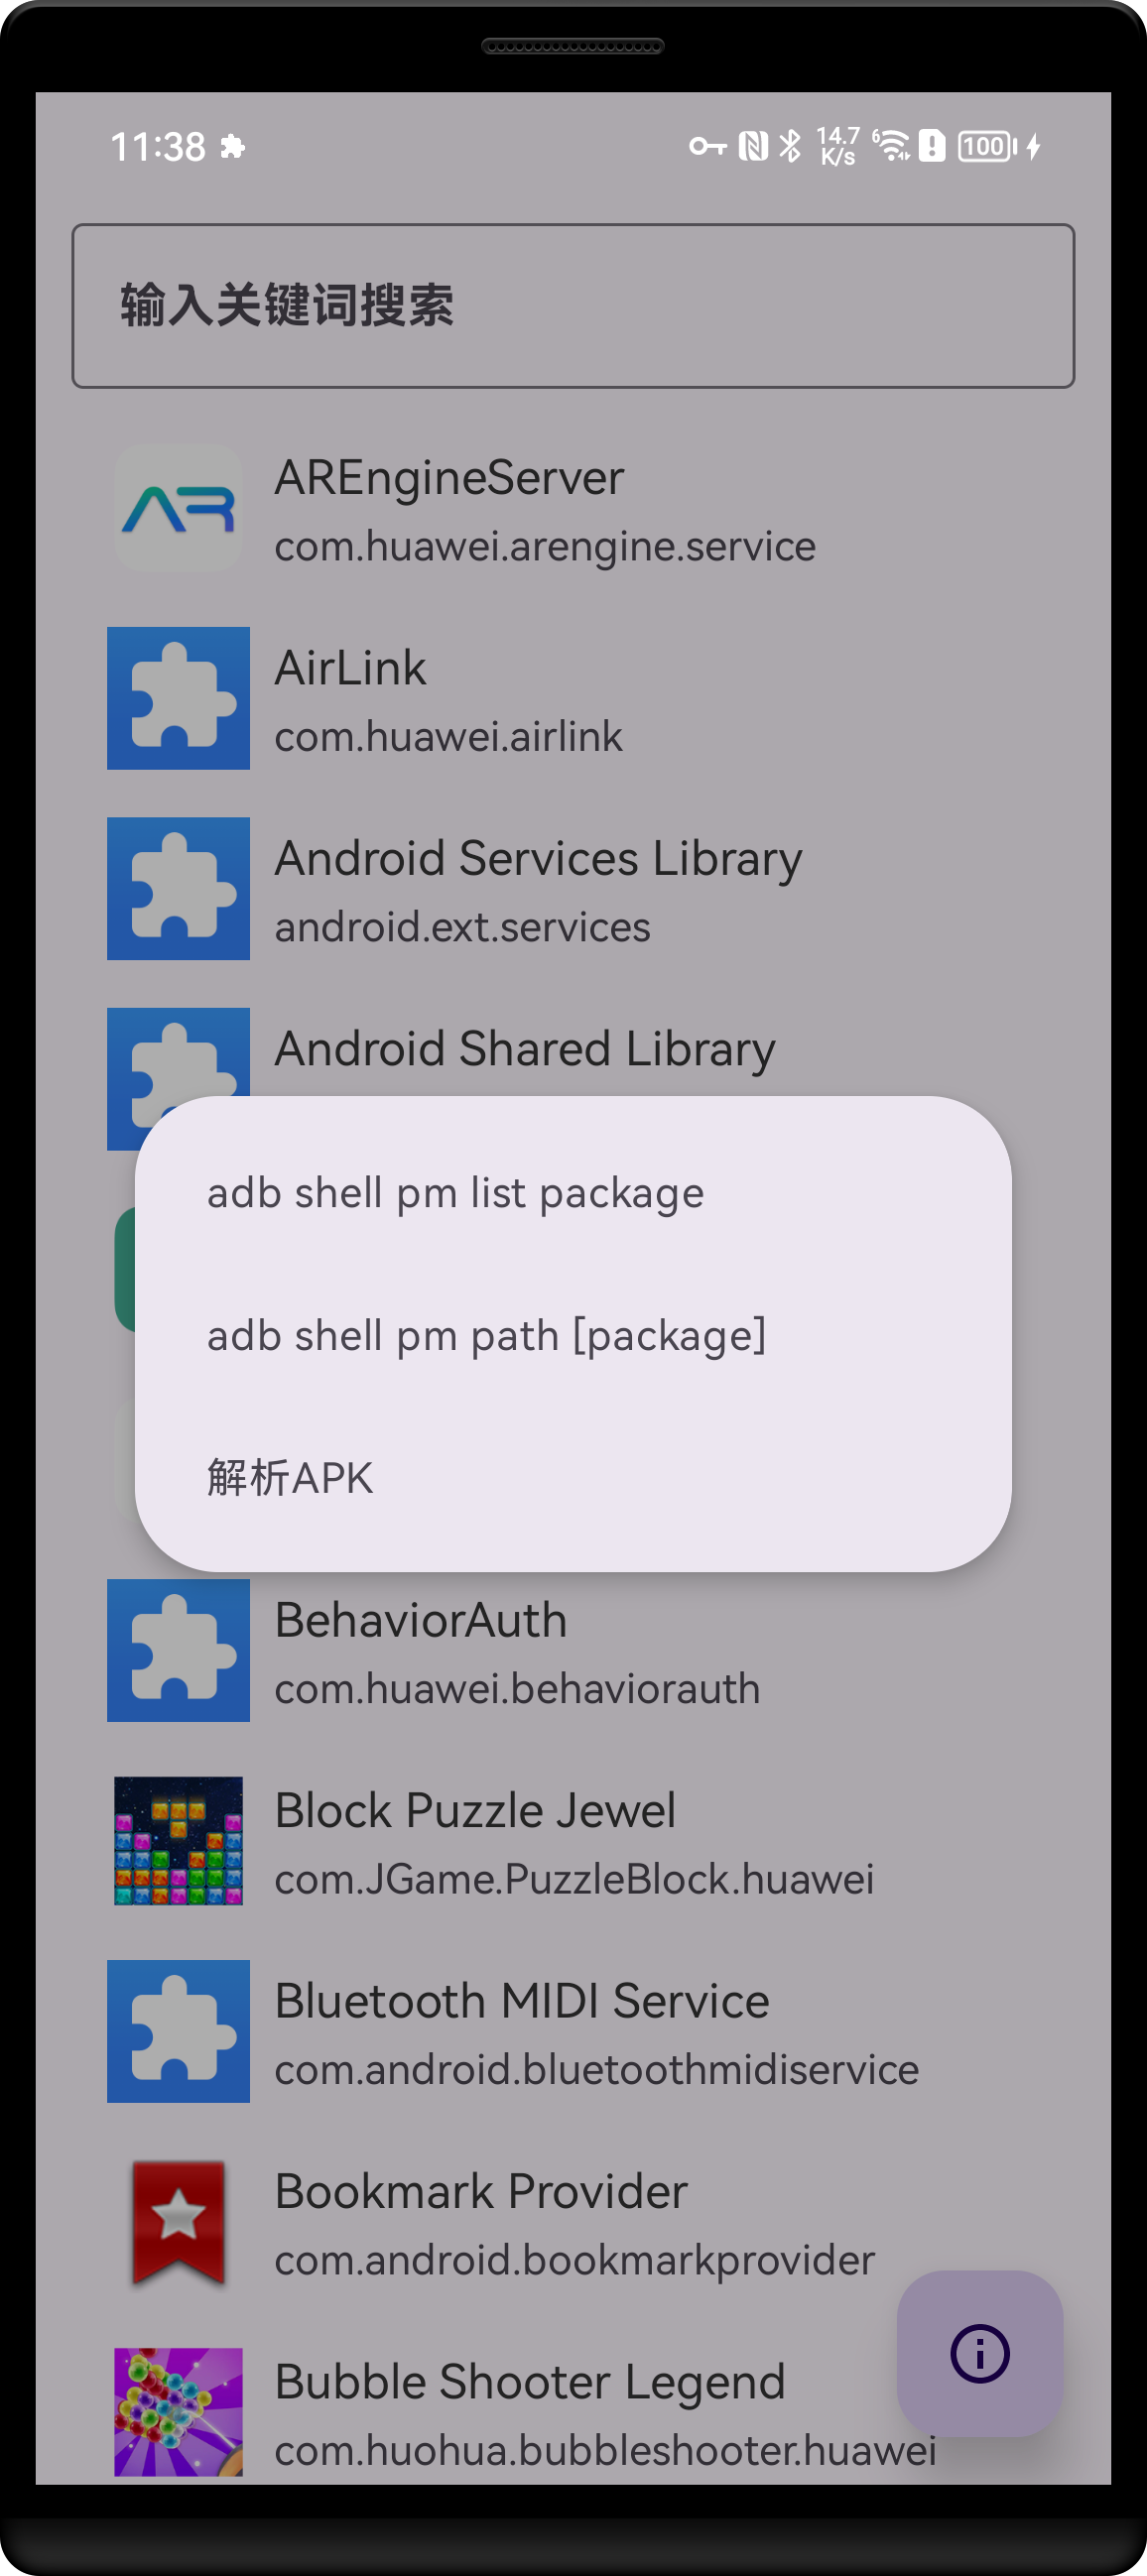 11:38
14.7
K/s
6
100
输入关键词搜索
AR
AREngineServer
com.huawei.arengine.service
AirLink
com.huawei.airlink
Android Services Library
android.ext.services
Android Shared Library
adb shell pm list package
adb shell pm path [package]
解析APK
BehaviorAuth
com.huawei.behaviorauth
Block Puzzle Jewel
com.JGame.PuzzleBlock.huawei
Bluetooth MIDI Service
com.android.bluetoothmidiservice
Bookmark Provider
com.android.bookmarkprovider
Bubble Shooter Legend
com.huohua.bubbleshooter.huawei